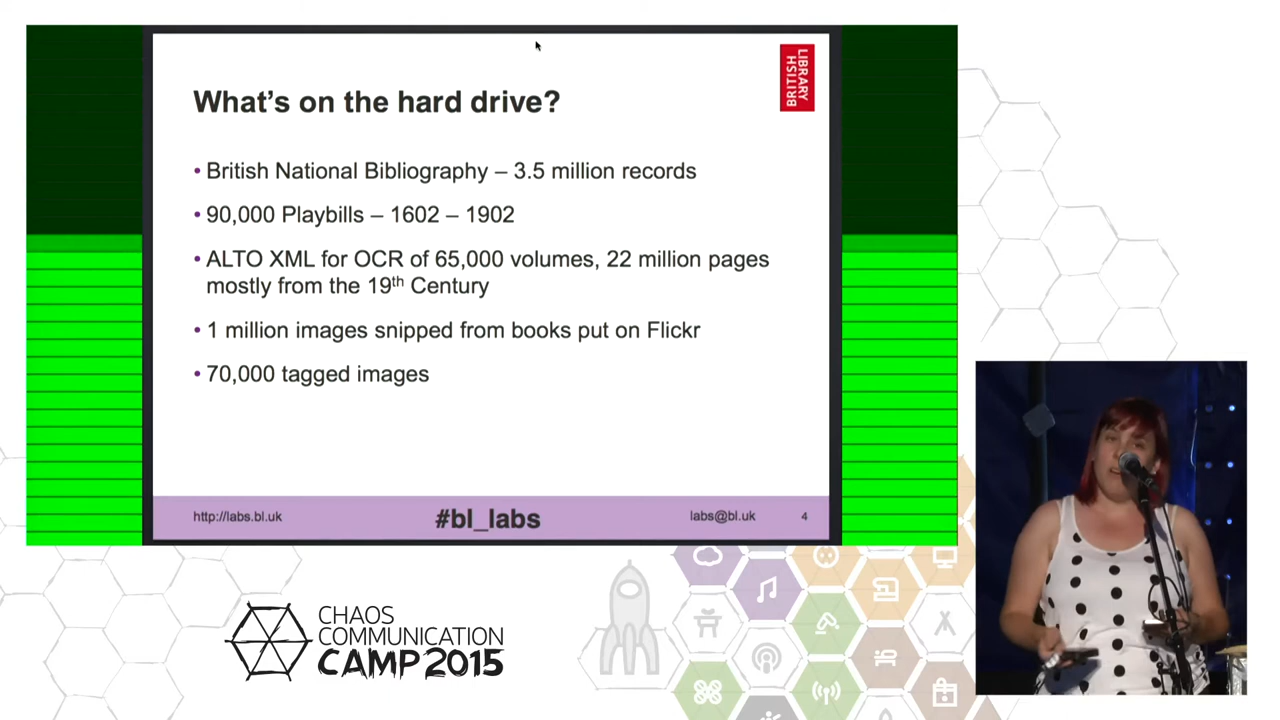 What's on the hard drive?
BRITISH
LIBRARY
• British National Bibliography – 3.5 million records
• 90,000 Playbills – 1602 – 1902
• ALTO XML for OCR of 65,000 volumes, 22 million pages
mostly from the 19th Century
• 1 million images snipped from books put on Flickr
• 70,000 tagged images
http://labs.bl.uk
#bl_labs
labs@bl.uk
4
CHAOS
COMMUNICATION
CAMP 2015